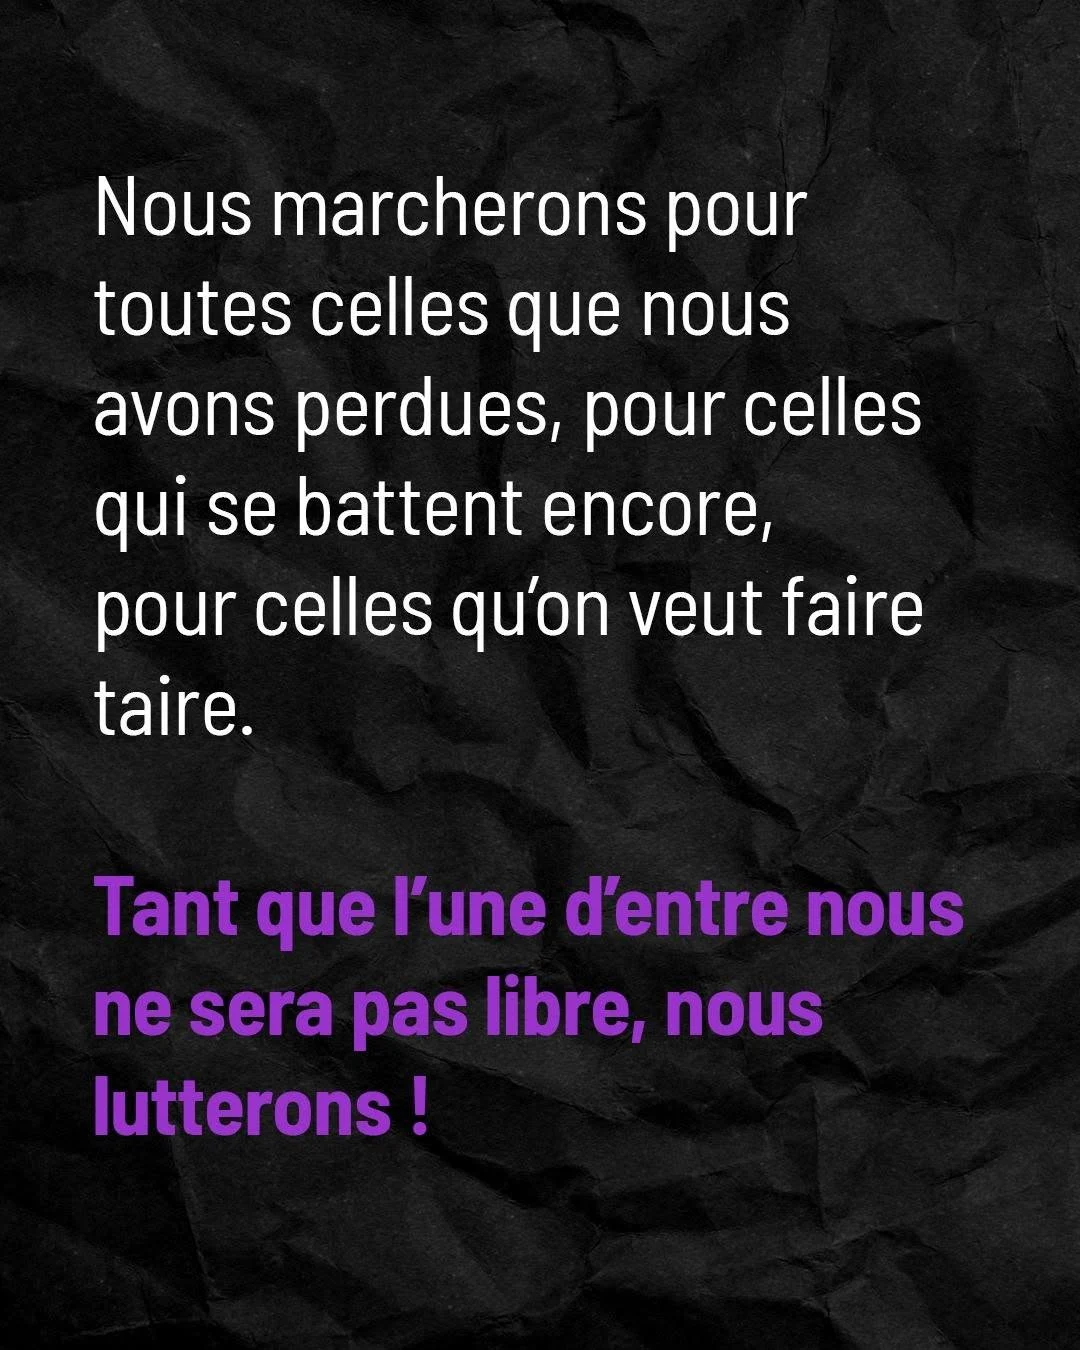 Nous marcherons pour
toutes celles que nous
avons perdues, pour celles
qui se battent encore,
pour celles qu’on veut faire
taire.
Tant que l’une d’entre nous
ne sera pas libre, nous
lutterons !